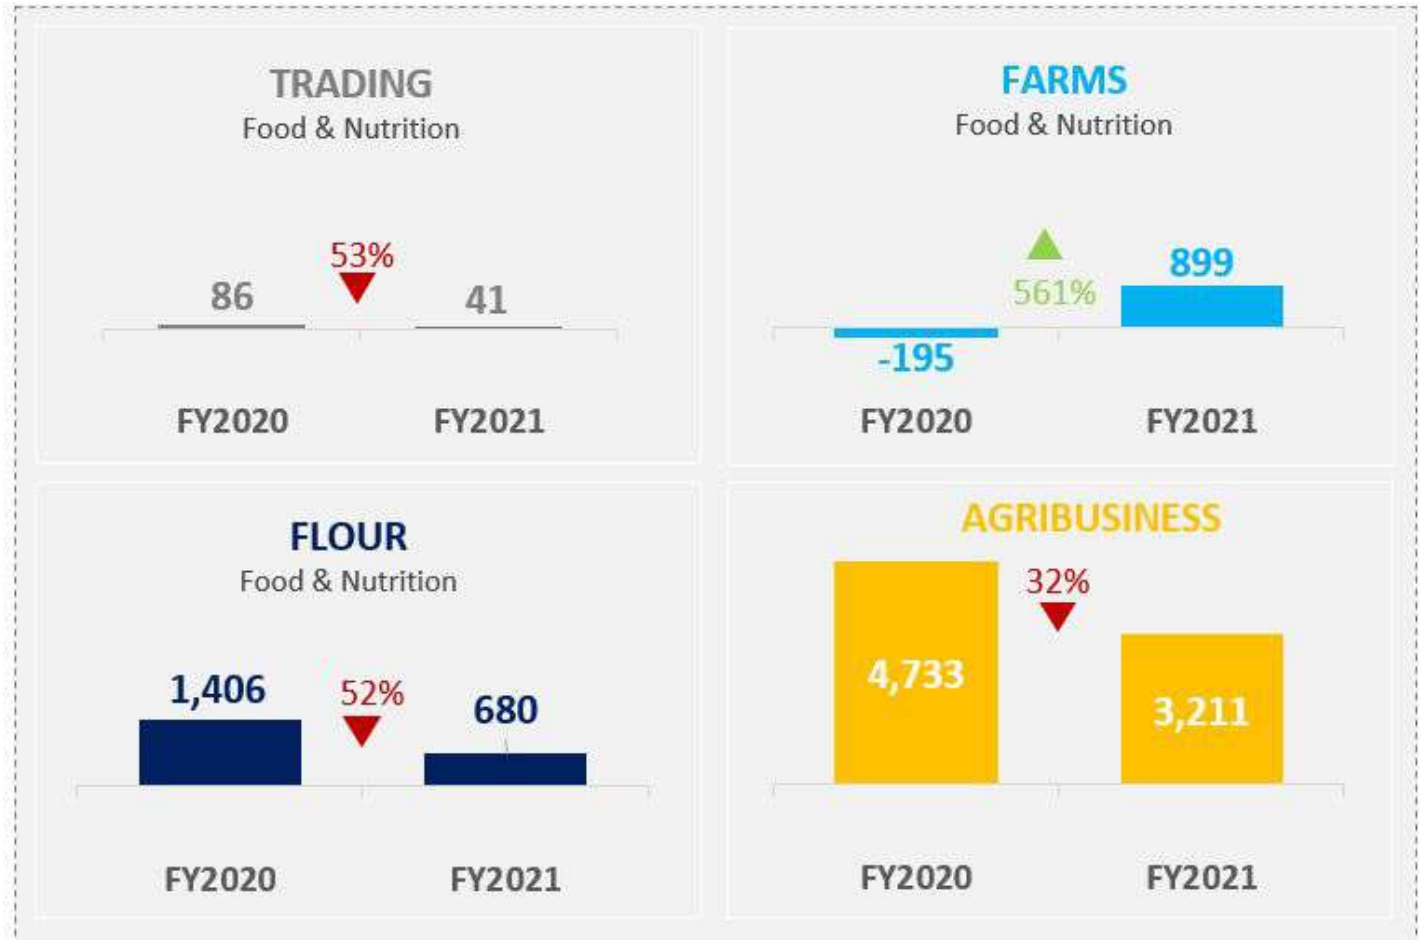 TRADING
Food & Nutrition
53%
86
41
FY2020 FY2021
FARMS
Food & Nutrition
899
561%
-195
FY2020 FY2021
FLOUR
Food & Nutrition
1,406
52%
680
FY2020 FY2021
AGRIBUSINESS
32%
4,733
3,211
FY2020 FY2021